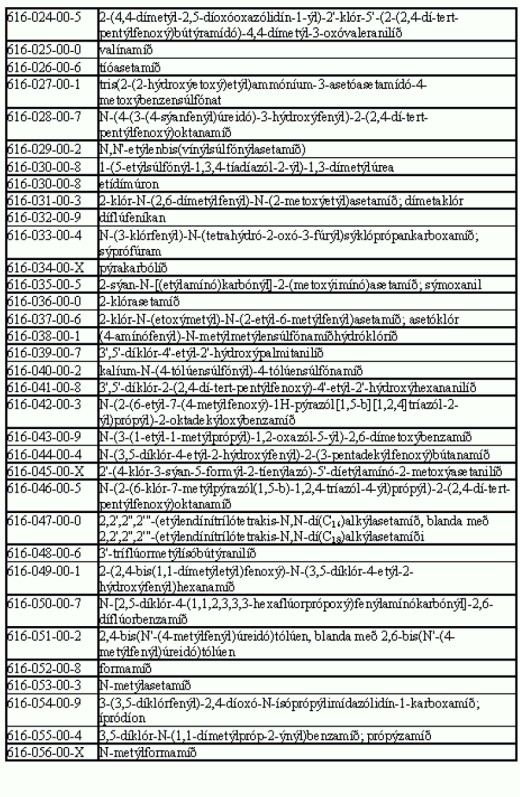 616-024-00-5 2-(4,4-dímetýl-2,5-díoxóoxazólídín-1-ýl)-2'-klór-5'-(2-(2,4-dí-tert-
pentýlfenoxý)bútýramídó)-4,4-dímetýl-3-oxóvaleranílíð
616-025-00-0 valínamíð
616-026-00-6 tíóasetamíð
616-027-00-1 tris(2-(2-hýdroxýetoxý)etýl)ammóníum-3-asetóasetamídó-4-
metoxýbenzensúlfónat
616-028-00-7 N-(4-(3-(4-sýanfenýl)úreídó)-3-hýdroxýfenýl)-2-(2,4-dí-tert-
pentýlfenoxý)oktanamíð
616-029-00-2 N,N'-etýlenbis(vínýlsúlfónýlasetamíð)
616-030-00-8 1-(5-etýlsúlfónýl-1,3,4-tíadíazól-2-ýl)-1,3-dímetýlúrea
616-030-00-8 etídímúron
616-031-00-3 2-klór-N-(2,6-dímetýlfenýl)-N-(2-metoxýetýl)asetamíð; dímetaklór
616-032-00-9 díflúfeníkan
616-033-00-4 N-(3-klórfenýl)-N-(tetrahýdró-2-oxó-3-fúrýl)sýklóprópankarboxamíð;
sýprófúram
616-034-00-X pýrakarbólíð
616-035-00-5 2-sýan-N-[(etýlamínó)karbónýl]-2-(metoxýimínó)asetamíð; sýmoxanil
616-036-00-0 2-klórasetamíð
616-037-00-6 2-klór-N-(etoxýmetýl)-N-(2-etýl-6-metýlfenýl)asetamíð; asetóklór
616-038-00-1 (4-amínófenýl)-N-metýlmetýlensúlfónamíðhýdróklóríð
616-039-00-7 3',5'-díklór-4'-etýl-2'-hýdroxýpalmitanílíð
616-040-00-2 kalíum-N-(4-tólúensúlfónýl)-4-tólúensúlfónamíð
616-041-00-8 3',5'-díklór-2-(2,4-dí-tert-pentýlfenoxý)-4'-etýl-2'-hýdroxýhexananílíð
616-042-00-3 N-(2-(6-etýl-7-(4-metýlfenoxý)-1H-pýrazól[1,5-b][1,2,4]tríazól-2-
ýl)própýl)-2-oktadekýloxýbenzamíð
616-043-00-9 N-(3-(1-etýl-1-metýlprópýl)-1,2-oxazól-5-ýl)-2,6-dímetoxýbenzamíð
616-044-00-4 N-(3,5-díklór-4-etýl-2-hýdroxýfenýl)-2-(3-pentadekýlfenoxý)bútanamíð
616-045-00-X 2'-(4-klór-3-sýan-5-formýl-2-tíenýlazó)-5'-díetýlamínó-2-metoxýasetanilíð
616-046-00-5 N-(2-(6-klór-7-metýlpýrazól(1,5-b)-1,2,4-tríazól-4-ýl)própýl)-2-(2,4-dí-tert-
pentýlfenoxý)oktanamíð
616-047-00-0 2,2',2'',2'''-(etýlendínítrílótetrakis-N,N-dí(C₁₆)alkýlasetamíð, blanda með
2,2',2'',2'''-(etýlendínítrílótetrakis-N,N-dí(C₁₈)alkýlasetamíði
616-048-00-6 3'-tríflúormetýlísóbútýranílíð
616-049-00-1 2-(2,4-bis(1,1-dímetýletýl)fenoxý)-N-(3,5-díklór-4-etýl-2-
hýdroxýfenýl)hexanamíð
616-050-00-7 N-[2,5-díklór-4-(1,1,2,3,3,3-hexaflúorprópoxý)fenýlamínókarbónýl]-2,6-
díflúorbenzamíð
616-051-00-2 2,4-bis(N'-(4-metýlfenýl)úreídó)tólúen, blanda með 2,6-bis(N'-(4-
metýlfenýl)úreídó)tólúen
616-052-00-8 formamíð
616-053-00-3 N-metýlasetamíð
616-054-00-9 3-(3,5-díklórfenýl)-2,4-díoxó-N-ísóprópýlimídazólídín-1-karboxamíð;
ípródíon
616-055-00-4 3,5-díklór-N-(1,1-dímetýlpróp-2-ýnýl)benzamíð; própýzamíð
616-056-00-X N-metýlformamíð